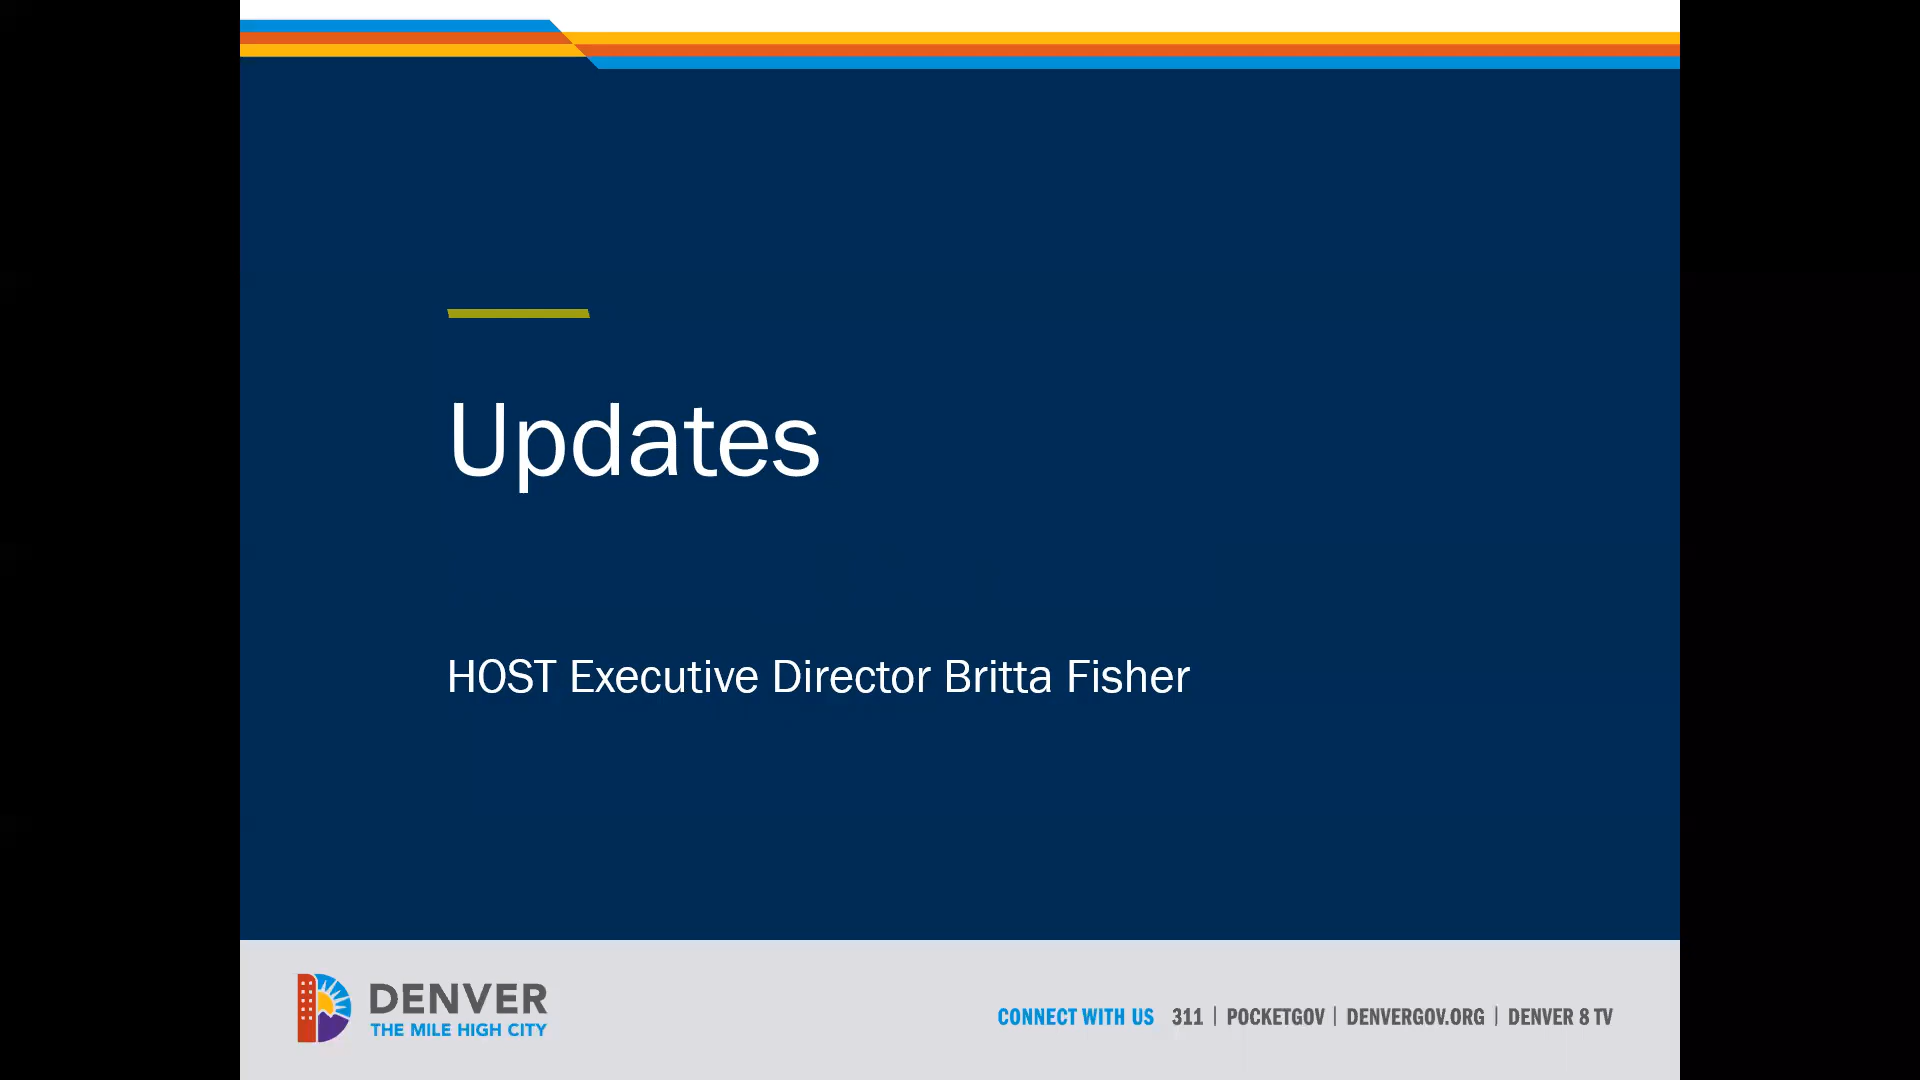 Updates
HOST Executive Director Britta Fisher
DENVER
THE MILE HIGH CITY
CONNECT WITH US 311 | POCKETGOV | DENVERGOV.ORG | DENVER 8 TV